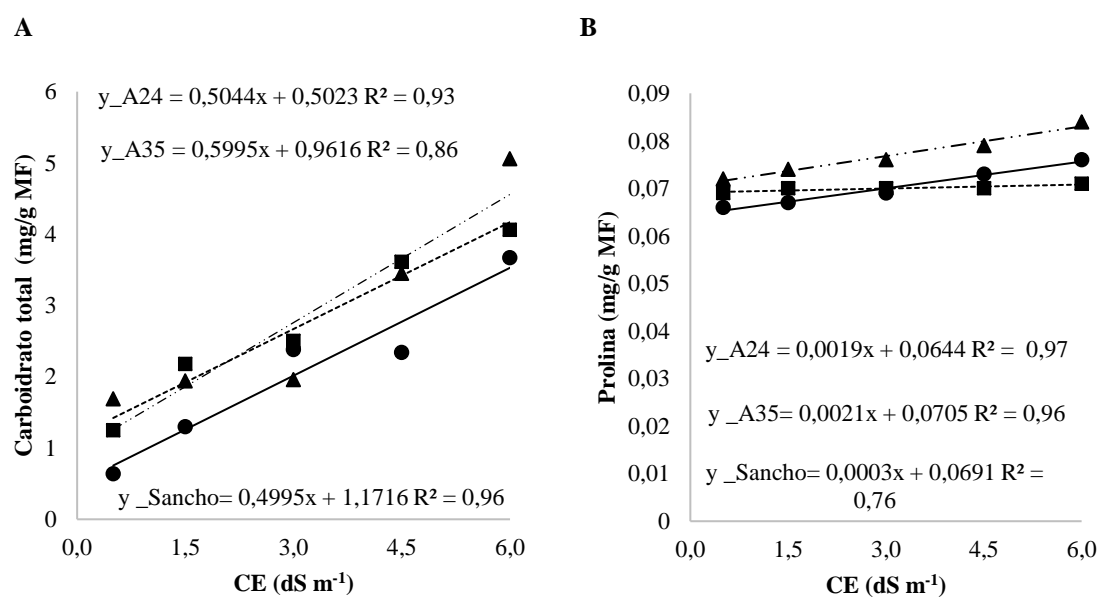 A
Carboidrato total (mg/g MF)
6
5
4
3
2
1
0
y_A24 = 0,5044x + 0,5023 R² = 0,93
y_A35 = 0,5995x + 0,9616 R² = 0,86
y _Sancho= 0,4995x + 1,1716 R² = 0,96
0,0 1,5 3,0 4,5 6,0
CE (dS m⁻¹)
B
Prolina (mg/g MF)
0,09
0,08
0,07
0,06
0,05
0,04
0,03
0,02
0,01
0
y_A24 = 0,0019x + 0,0644 R² = 0,97
y _A35= 0,0021x + 0,0705 R² = 0,96
y _Sancho= 0,0003x + 0,0691 R² =
0,76
0,0 1,5 3,0 4,5 6,0
CE (dS m⁻¹)